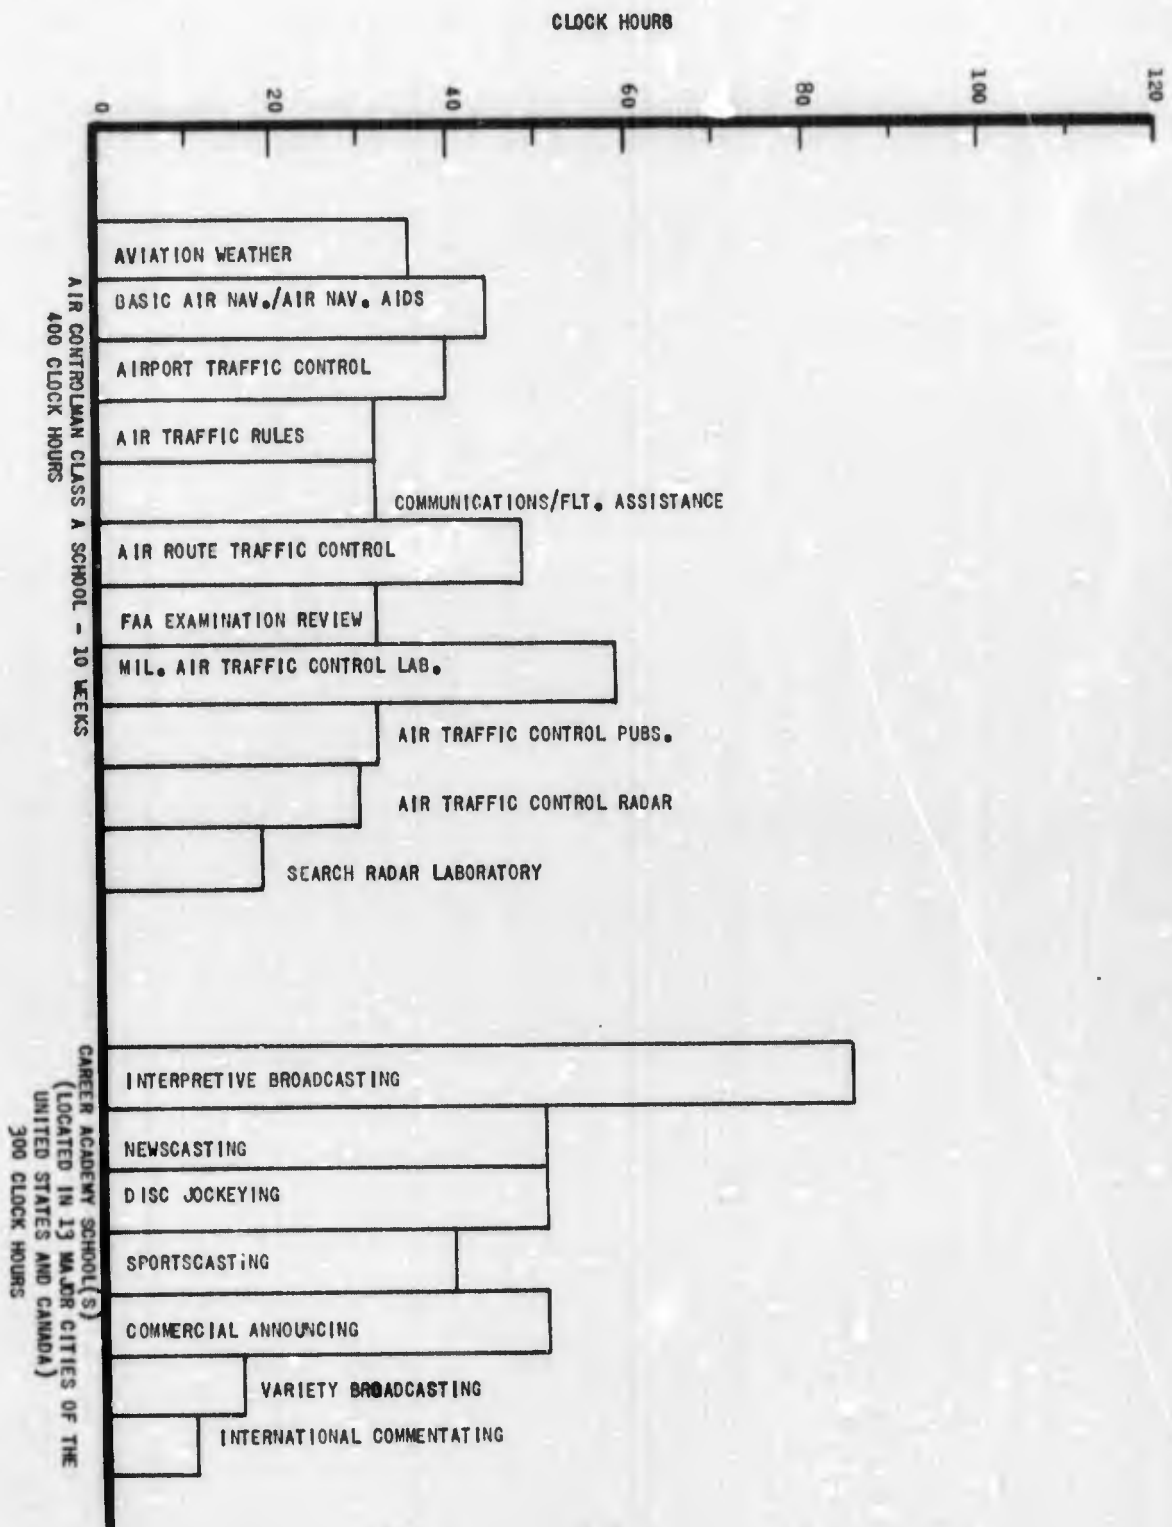 CLOCK HOURS
0
20
40
60
80
100
120
AIR CONTROLMAN CLASS A SCHOOL - 10 WEEKS
400 CLOCK HOURS
AVIATION WEATHER
BASIC AIR NAV./AIR NAV. AIDS
AIRPORT TRAFFIC CONTROL
AIR TRAFFIC RULES
COMMUNICATIONS/FLT. ASSISTANCE
AIR ROUTE TRAFFIC CONTROL
FAA EXAMINATION REVIEW
MIL. AIR TRAFFIC CONTROL LAB.
AIR TRAFFIC CONTROL PUBS.
AIR TRAFFIC CONTROL RADAR
SEARCH RADAR LABORATORY
CAREER ACADEMY SCHOOL(S)
(LOCATED IN 13 MAJOR CITIES OF THE
UNITED STATES AND CANADA)
300 CLOCK HOURS
INTERPRETIVE BROADCASTING
NEWSCASTING
DISC JOCKEYING
SPORTSCASTING
COMMERCIAL ANNOUNCING
VARIETY BROADCASTING
INTERNATIONAL COMMENTATING